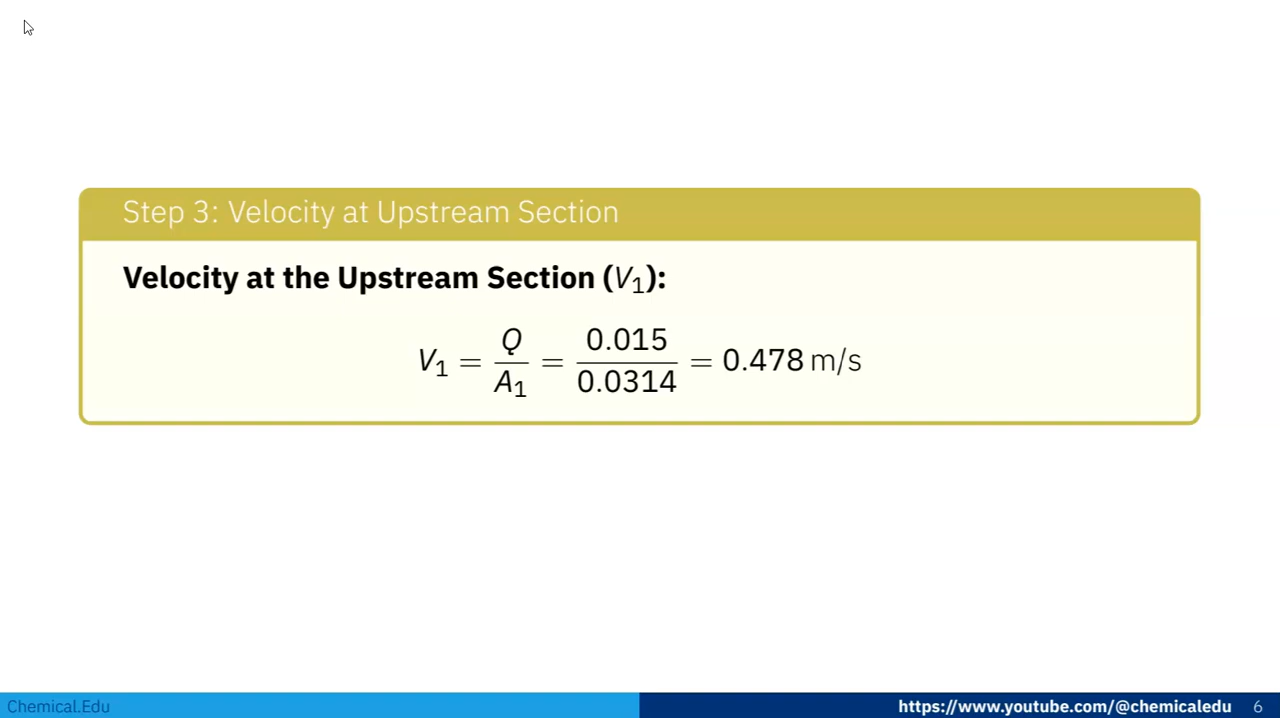 Step 3: Velocity at Upstream Section
Velocity at the Upstream Section (V₁):
V₁ = Q/A₁ = 0.015/0.0314 = 0.478 m/s
Chemical.Edu
https://www.youtube.com/@chemicaledu 6